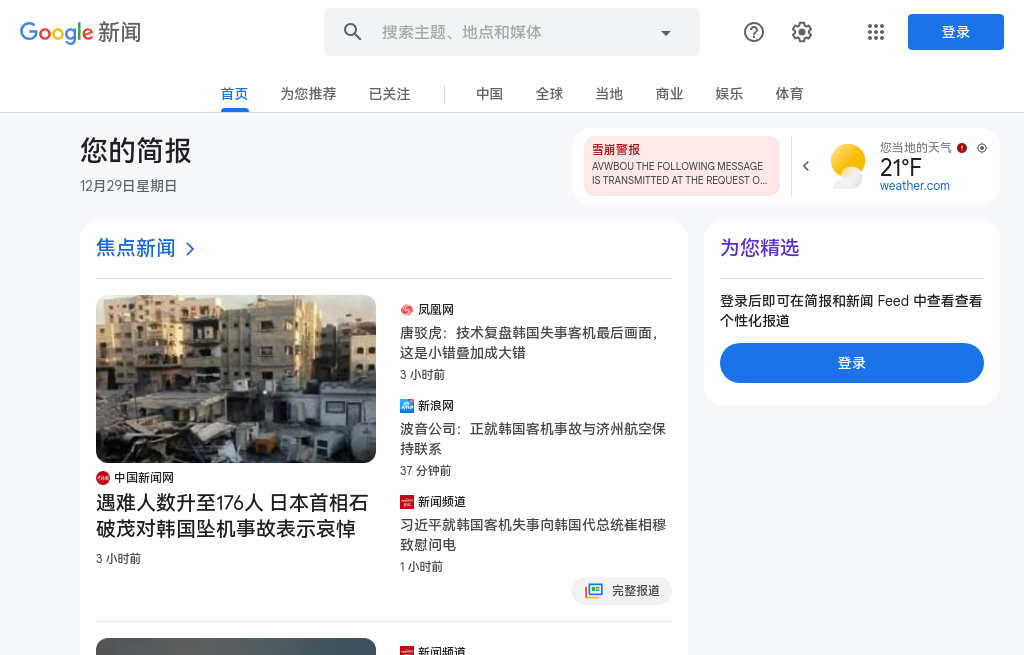 Google 新闻
搜索主题、地点和媒体
登录
首页
为您推荐
已关注
中国
全球
当地
商业
娱乐
体育
您的简报
12月29日星期日
雪崩警报
AVWBOU THE FOLLOWING MESSAGE
IS TRANSMITTED AT THE REQUEST O...
您当地的天气
21°F
weather.com
焦点新闻
中国新闻网
遇难人数升至176人 日本首相石
破茂对韩国坠机事故表示哀悼
3 小时前
凤凰网
唐驳虎：技术复盘韩国失事客机最后画面，
这是小错叠加成大错
3 小时前
新浪网
波音公司：正就韩国客机事故与济州航空保
持联系
37 分钟前
新闻频道
习近平就韩国客机失事向韩国代总统崔相穆
致慰问电
1 小时前
完整报道
新闻频道
为您精选
登录后即可在简报和新闻 Feed 中查看查看
个性化报道
登录